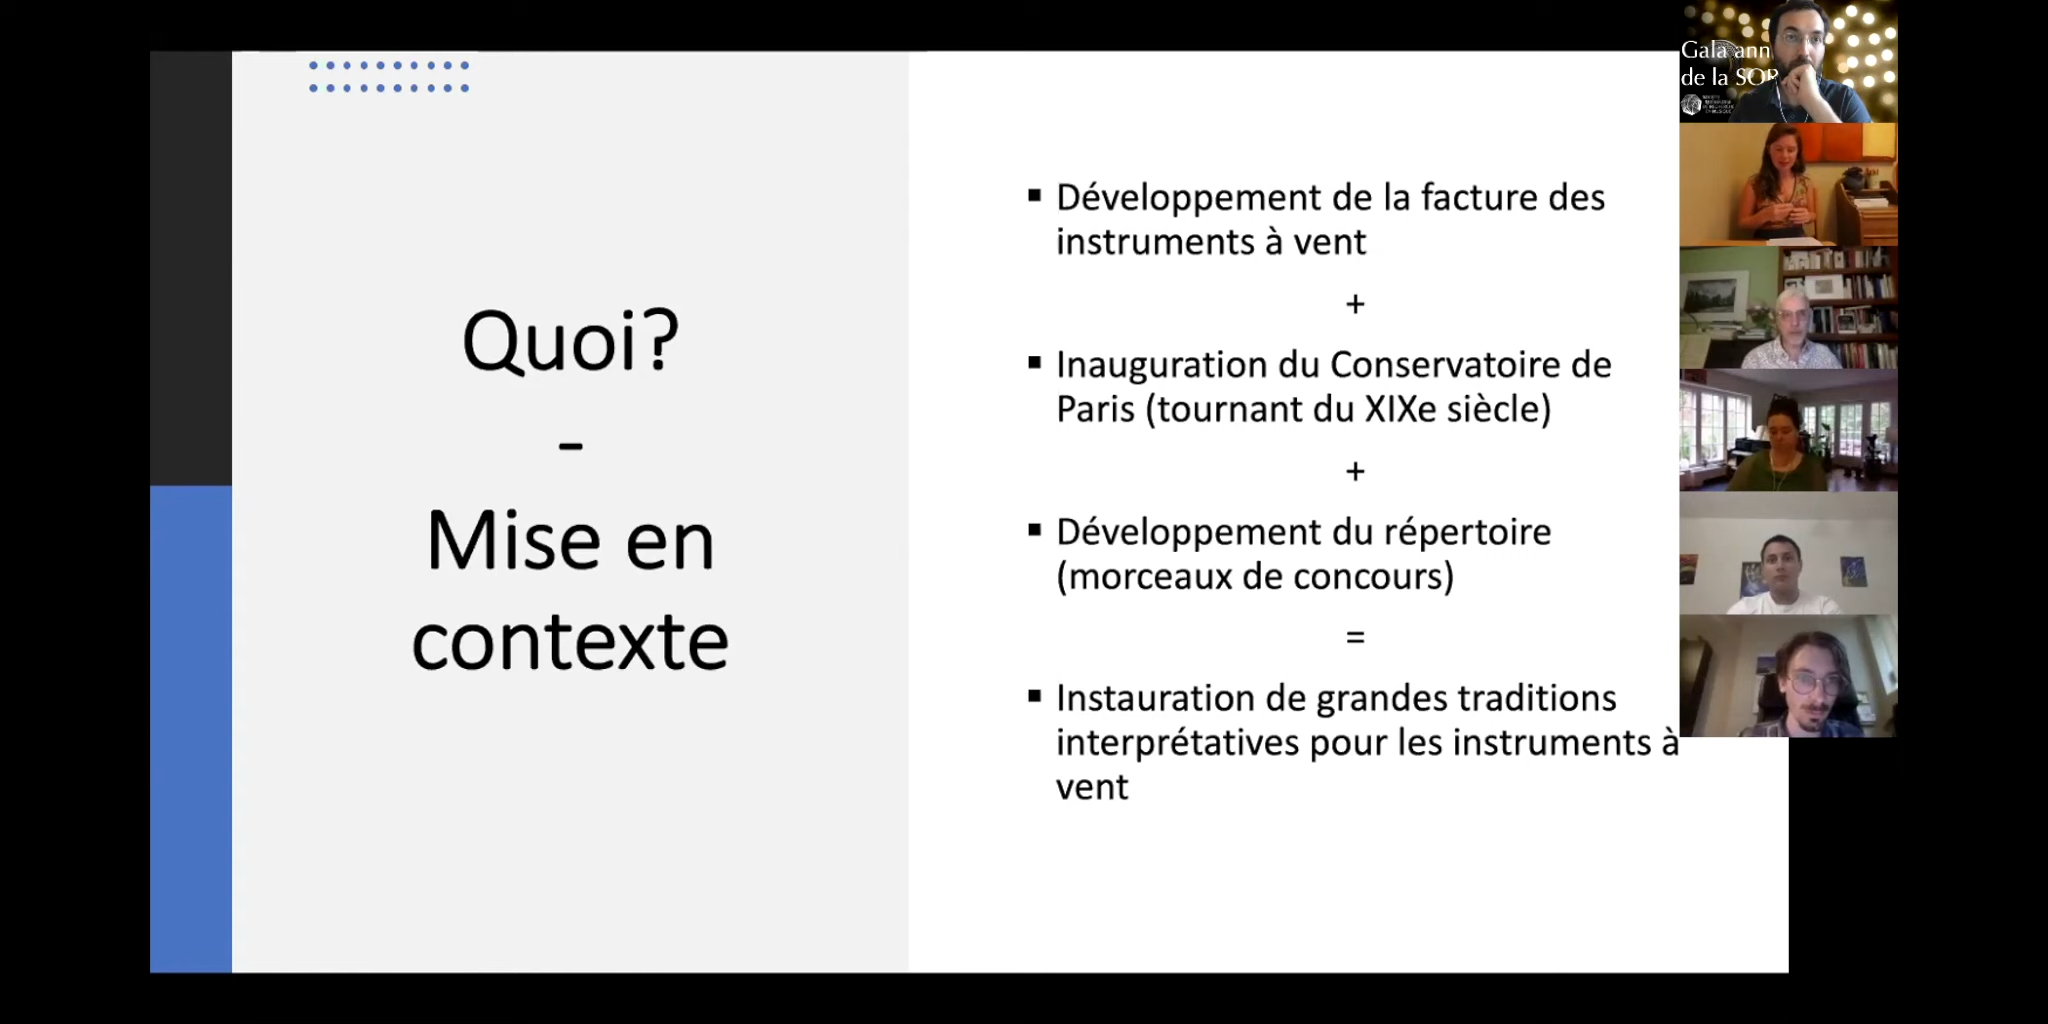 Quoi?
-
Mise en
contexte
▪ Développement de la facture des
instruments à vent
+
▪ Inauguration du Conservatoire de
Paris (tournant du XIXe siècle)
+
▪ Développement du répertoire
(morceaux de concours)
=
▪ Instauration de grandes traditions
interprétatives pour les instruments à
vent
Gala ann
de la SO